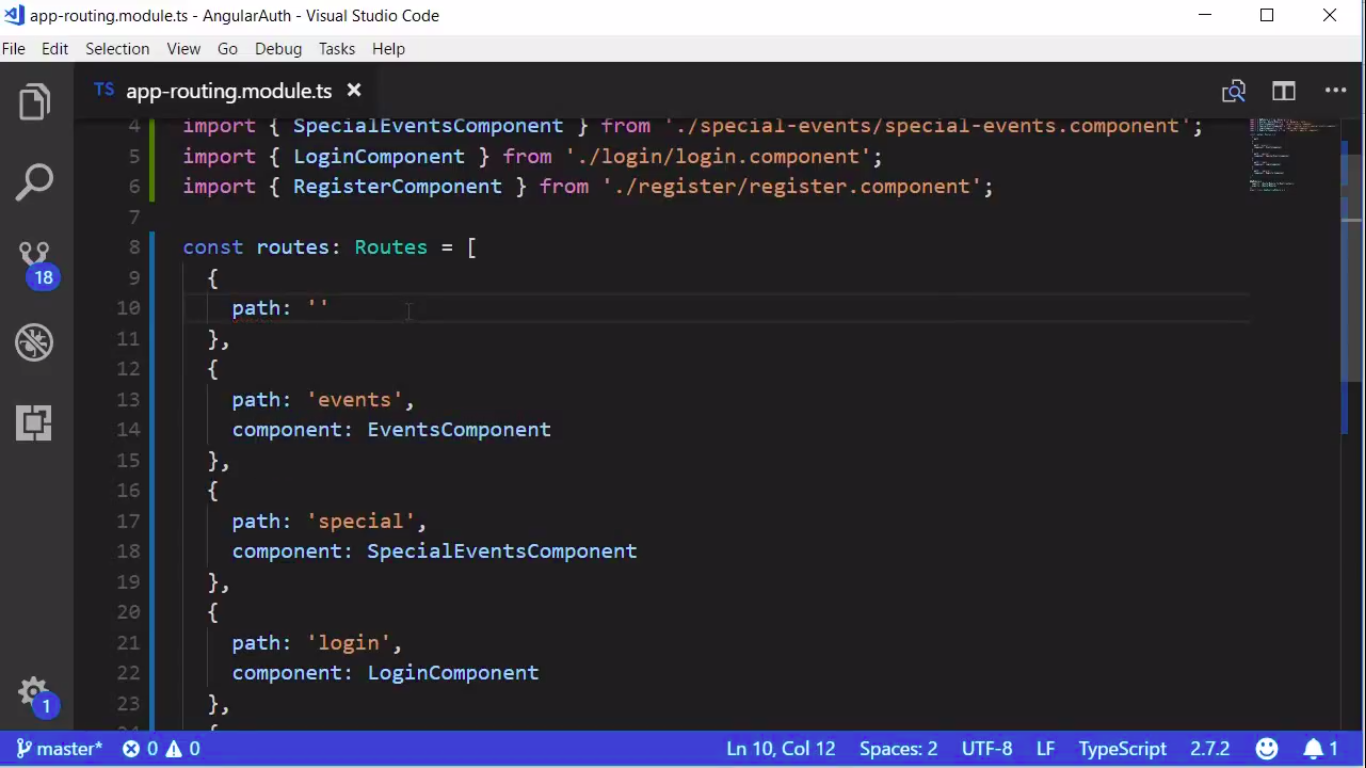 app-routing.module.ts - AngularAuth - Visual Studio Code
File Edit Selection View Go Debug Tasks Help
TS app-routing.module.ts
4 import { SpecialEventsComponent } from './special-events/special-events.component';
5 import { LoginComponent } from './login/login.component';
6 import { RegisterComponent } from './register/register.component';
7
8 const routes: Routes = [
9 {
10 path: ''
11 },
12 {
13 path: 'events',
14 component: EventsComponent
15 },
16 {
17 path: 'special',
18 component: SpecialEventsComponent
19 },
20 {
21 path: 'login',
22 component: LoginComponent
23 },
18
1
master* 0 0 Ln 10, Col 12 Spaces: 2 UTF-8 LF TypeScript 2.7.2 1